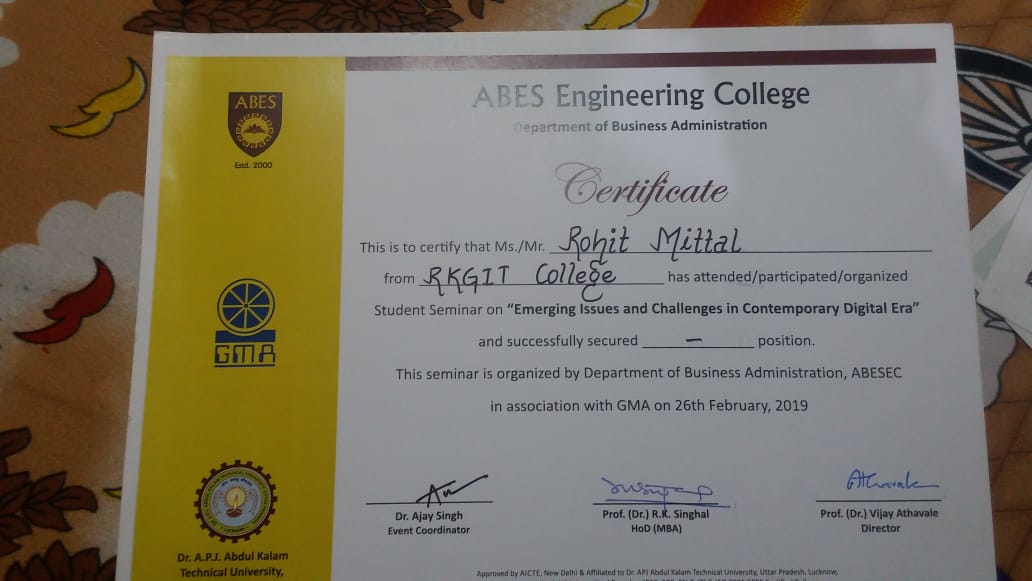 ABES
Estd. 2000
GMA
Dr. A.P.J. Abdul Kalam
Technical University,
ABES Engineering College
Department of Business Administration
Certificate
This is to certify that Ms./Mr. Rohit Mittal
from RKGIT College has attended/participated/organized
Student Seminar on “Emerging Issues and Challenges in Contemporary Digital Era”
and successfully secured – position.
This seminar is organized by Department of Business Administration, ABESEC
in association with GMA on 26th February, 2019
Dr. Ajay Singh
Event Coordinator
Prof. (Dr.) R.K. Singhal
HoD (MBA)
Prof. (Dr.) Vijay Athavale
Director
Approved by AICTE, New Delhi & Affiliated to Dr. APJ Abdul Kalam Technical University, Uttar Pradesh, Lucknow,